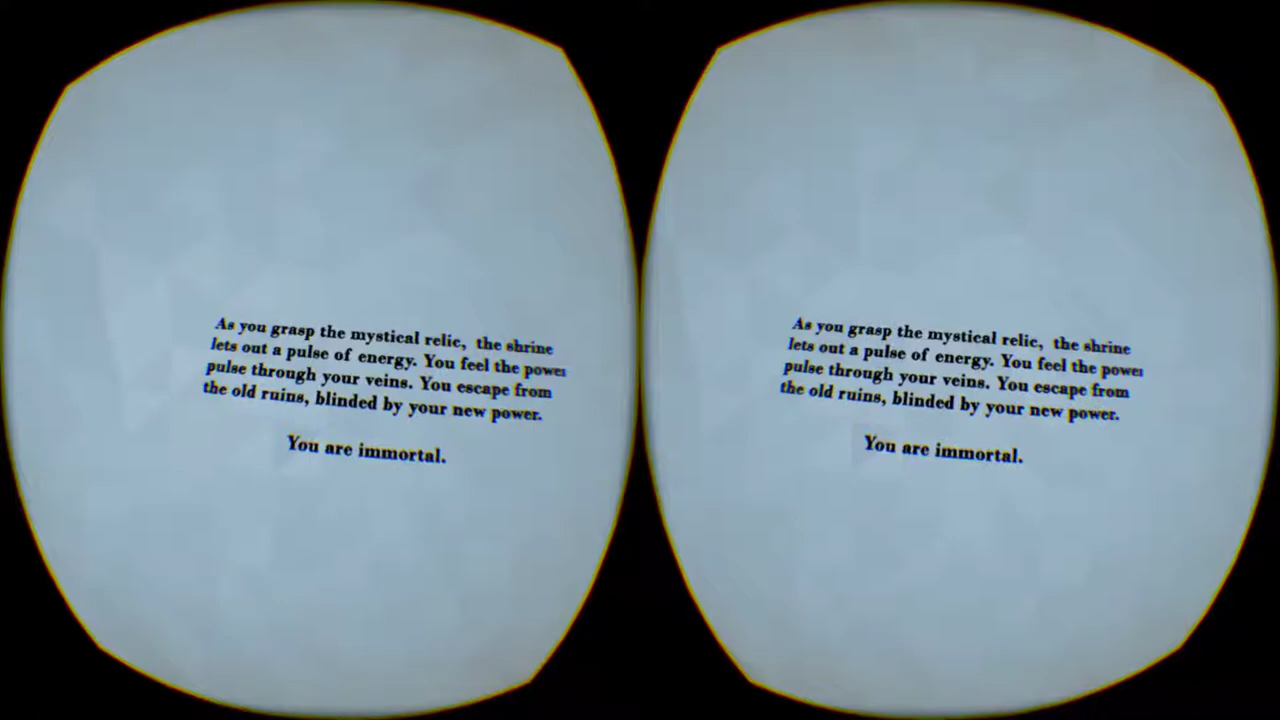 As you grasp the mystical relic, the shrine
lets out a pulse of energy. You feel the power
pulse through your veins. You escape from
the old ruins, blinded by your new power.
You are immortal.
As you grasp the mystical relic, the shrine
lets out a pulse of energy. You feel the power
pulse through your veins. You escape from
the old ruins, blinded by your new power.
You are immortal.